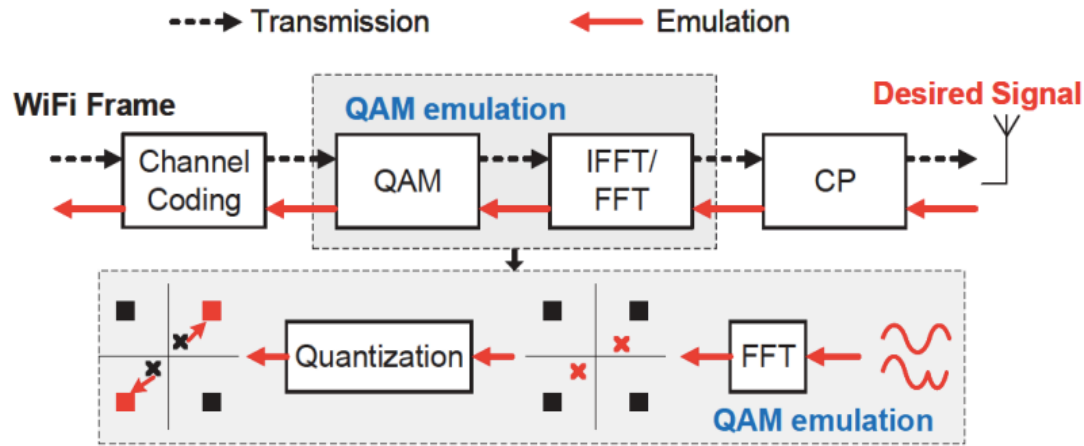 Transmission
Emulation
WiFi Frame
QAM emulation
Desired Signal
Channel
Coding
QAM
IFFT/
FFT
CP
Quantization
FFT
QAM emulation